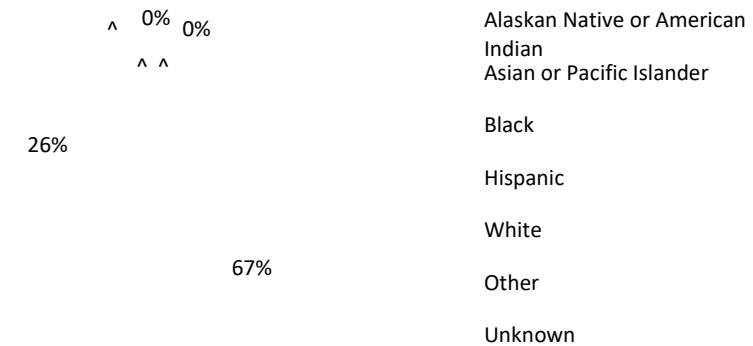 ^ 0% 0%
^ ^
26%
67%
Alaskan Native or American
Indian
Asian or Pacific Islander
Black
Hispanic
White
Other
Unknown